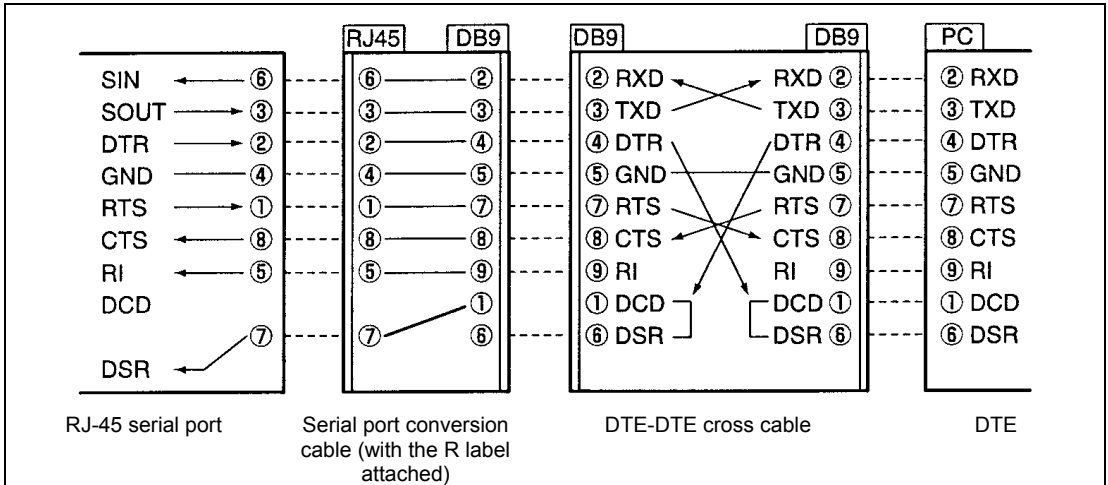 RJ45 DB9 DB9 DB9 PC
SIN ⑥ ⑥ ② ② RXD RXD ② ② RXD
SOUT ③ ③ ③ ③ TXD TXD ③ ③ TXD
DTR ② ② ④ ④ DTR DTR ④ ④ DTR
GND ④ ④ ⑤ ⑤ GND GND ⑤ ⑤ GND
RTS ① ① ⑦ ⑦ RTS RTS ⑦ ⑦ RTS
CTS ⑧ ⑧ ⑧ ⑧ CTS CTS ⑧ ⑧ CTS
RI ⑤ ⑤ ⑨ ⑨ RI RI ⑨ ⑨ RI
DCD ① ① DCD DCD ① ① DCD
⑦ ⑦ ⑥ ⑥ DSR DSR ⑥ ⑥ DSR
DSR
RJ-45 serial port
Serial port conversion
cable (with the R label
attached)
DTE-DTE cross cable
DTE